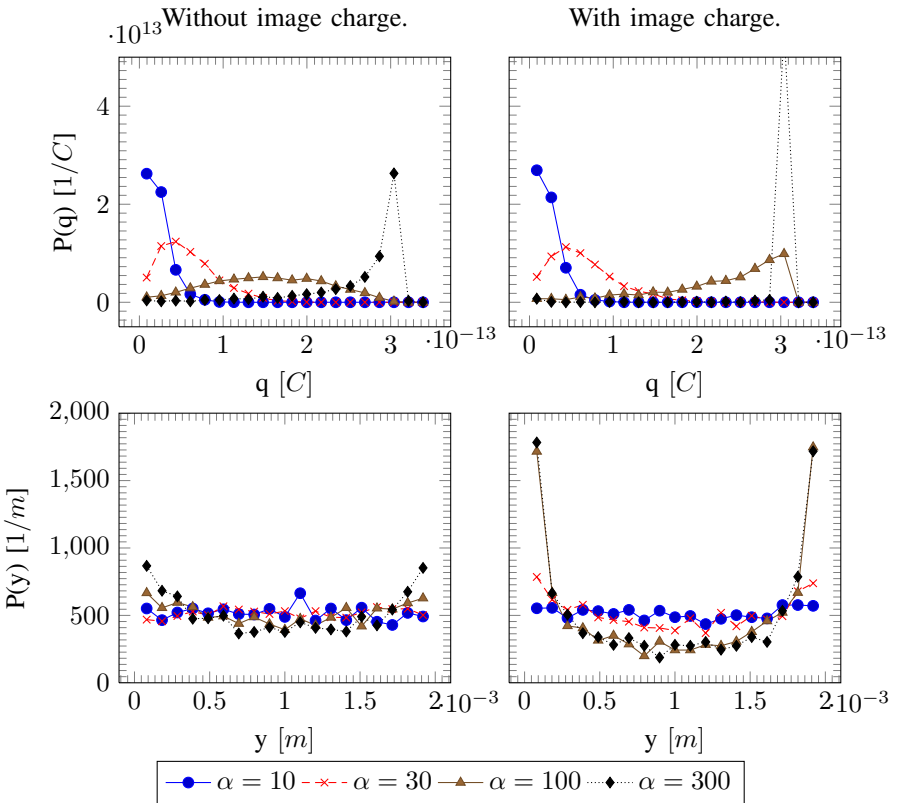 Without image charge.
With image charge.
·10¹³
4
2
0
P(q) [1/C]
0
1
2
3
·10⁻¹³
q [C]
0
1
2
3
·10⁻¹³
q [C]
2,000
1,500
1,000
500
0
P(y) [1/m]
0
0.5
1
1.5
2
·10⁻³
y [m]
0
0.5
1
1.5
2
·10⁻³
y [m]
α = 10
α = 30
α = 100
α = 300